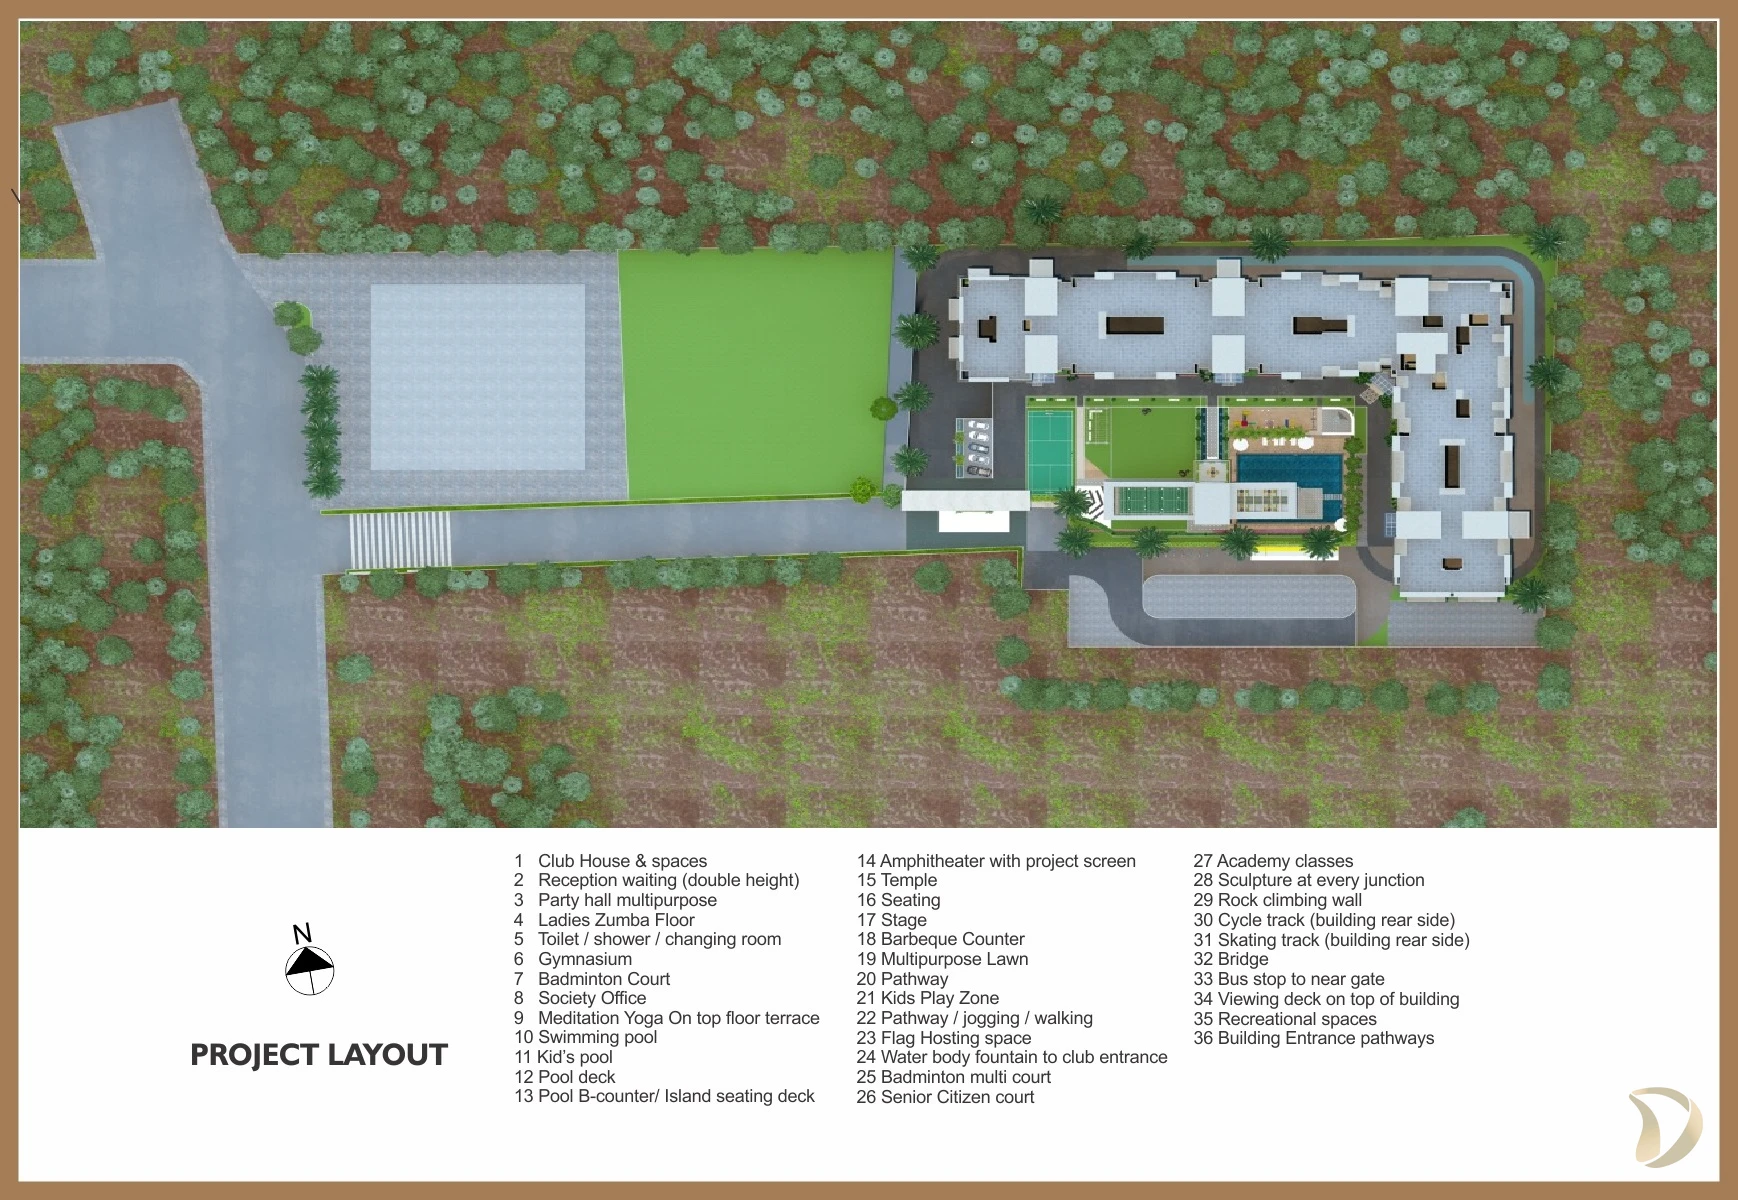 N
PROJECT LAYOUT
1 Club House & spaces
2 Reception waiting (double height)
3 Party hall multipurpose
4 Ladies Zumba Floor
5 Toilet / shower / changing room
6 Gymnasium
7 Badminton Court
8 Society Office
9 Meditation Yoga On top floor terrace
10 Swimming pool
11 Kid's pool
12 Pool deck
13 Pool B-counter/ Island seating deck
14 Amphitheater with project screen
15 Temple
16 Seating
17 Stage
18 Barbeque Counter
19 Multipurpose Lawn
20 Pathway
21 Kids Play Zone
22 Pathway / jogging / walking
23 Flag Hosting space
24 Water body fountain to club entrance
25 Badminton multi court
26 Senior Citizen court
27 Academy classes
28 Sculpture at every junction
29 Rock climbing wall
30 Cycle track (building rear side)
31 Skating track (building rear side)
32 Bridge
33 Bus stop to near gate
34 Viewing deck on top of building
35 Recreational spaces
36 Building Entrance pathways